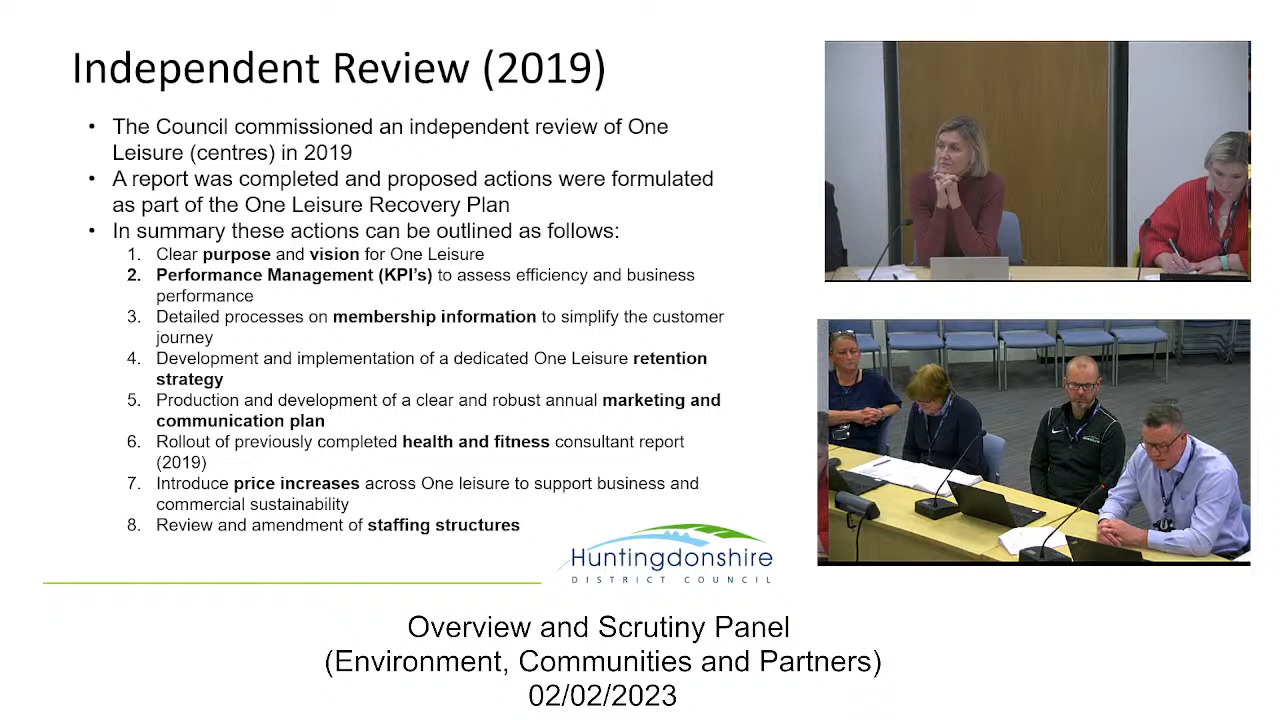 Independent Review (2019)
• The Council commissioned an independent review of One
Leisure (centres) in 2019
• A report was completed and proposed actions were formulated
as part of the One Leisure Recovery Plan
• In summary these actions can be outlined as follows:
1. Clear purpose and vision for One Leisure
2. Performance Management (KPI's) to assess efficiency and business
performance
3. Detailed processes on membership information to simplify the customer
journey
4. Development and implementation of a dedicated One Leisure retention
strategy
5. Production and development of a clear and robust annual marketing and
communication plan
6. Rollout of previously completed health and fitness consultant report
(2019)
7. Introduce price increases across One leisure to support business and
commercial sustainability
8. Review and amendment of staffing structures
Huntingdonshire
DISTRICT COUNCIL
Overview and Scrutiny Panel
(Environment, Communities and Partners)
02/02/2023